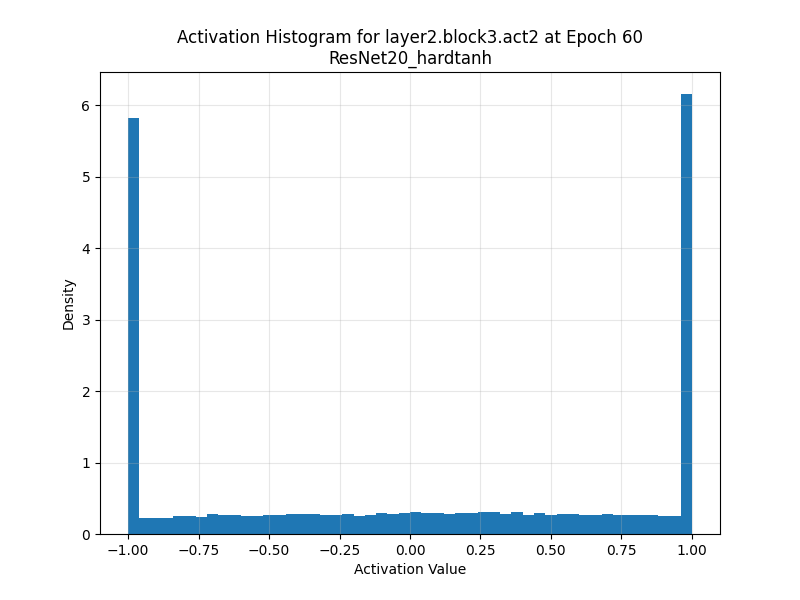 Activation Histogram for layer2.block3.act2 at Epoch 60
ResNet20_hardtanh
6
5
4
3
2
1
0
Density
−1.00 −0.75 −0.50 −0.25 0.00 0.25 0.50 0.75 1.00
Activation Value